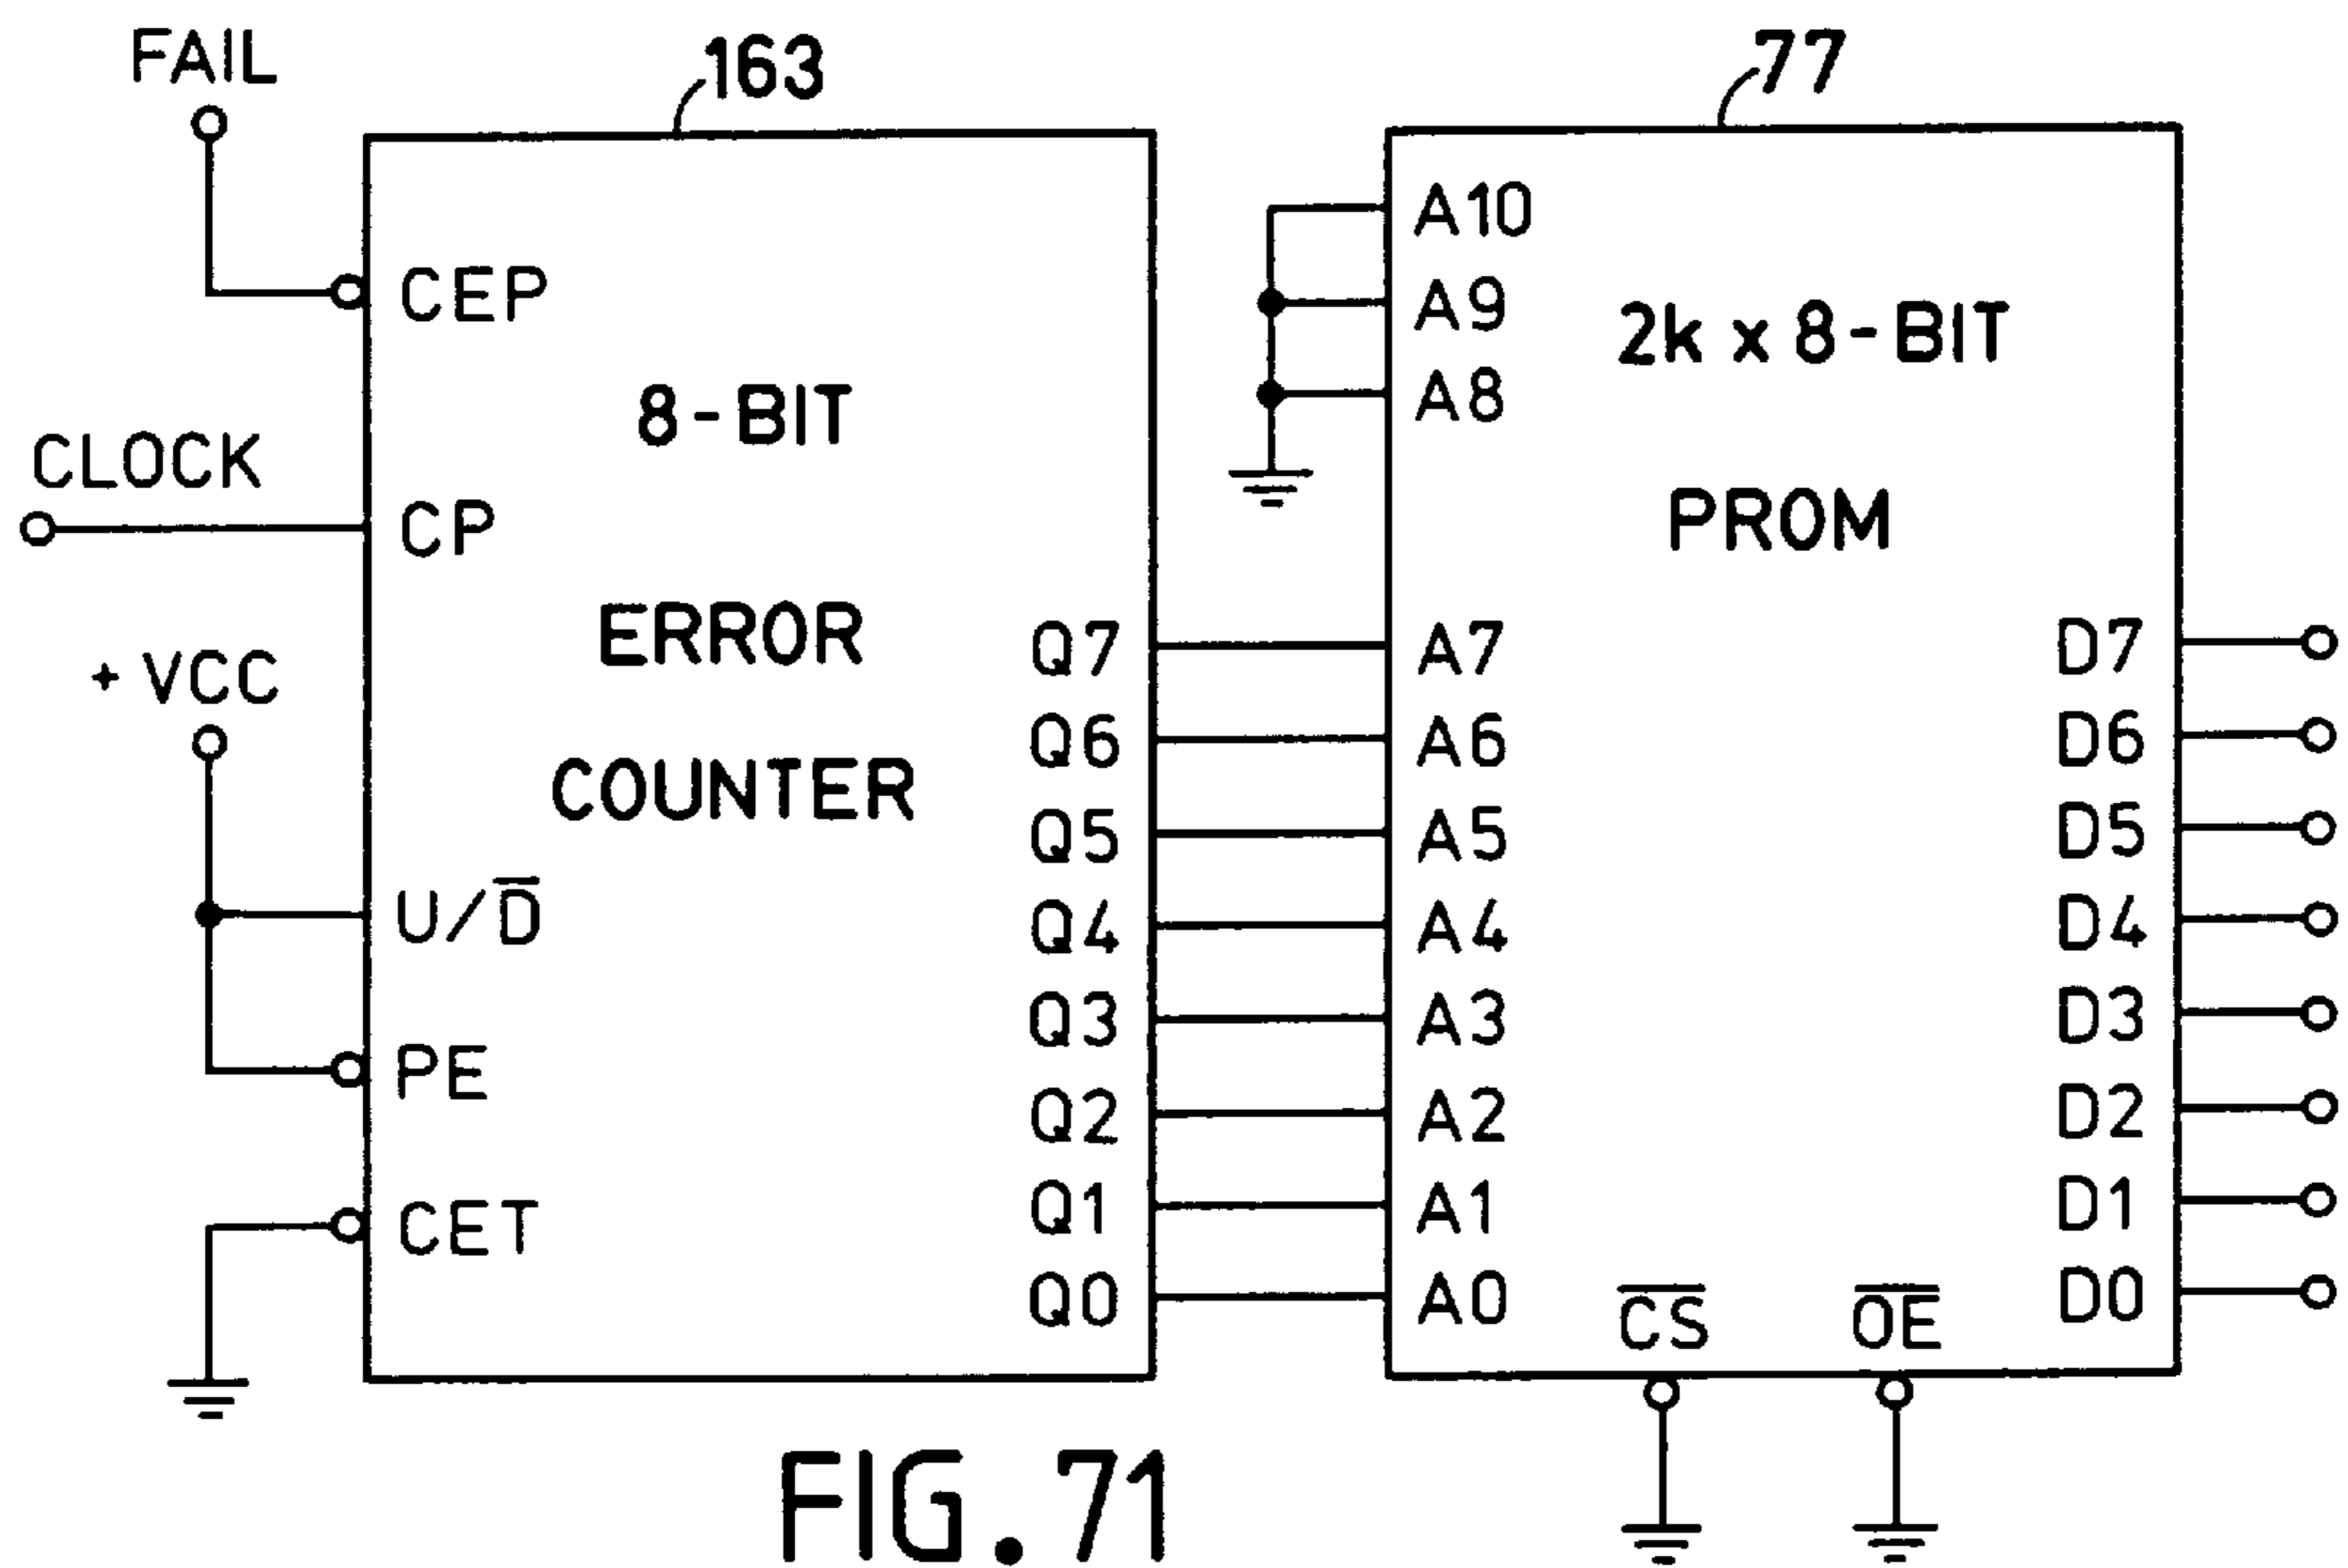 FAIL
163
77
CEP
CLOCK
CP
+ VCC
U/D̅
PE
CET
8-BIT
ERROR
COUNTER
Q7
Q6
Q5
Q4
Q3
Q2
Q1
Q0
A10
A9
A8
A7
A6
A5
A4
A3
A2
A1
A0
2k x 8-BIT
PROM
D7
D6
D5
D4
D3
D2
D1
D0
C̅S̅
O̅E̅
FIG. 71